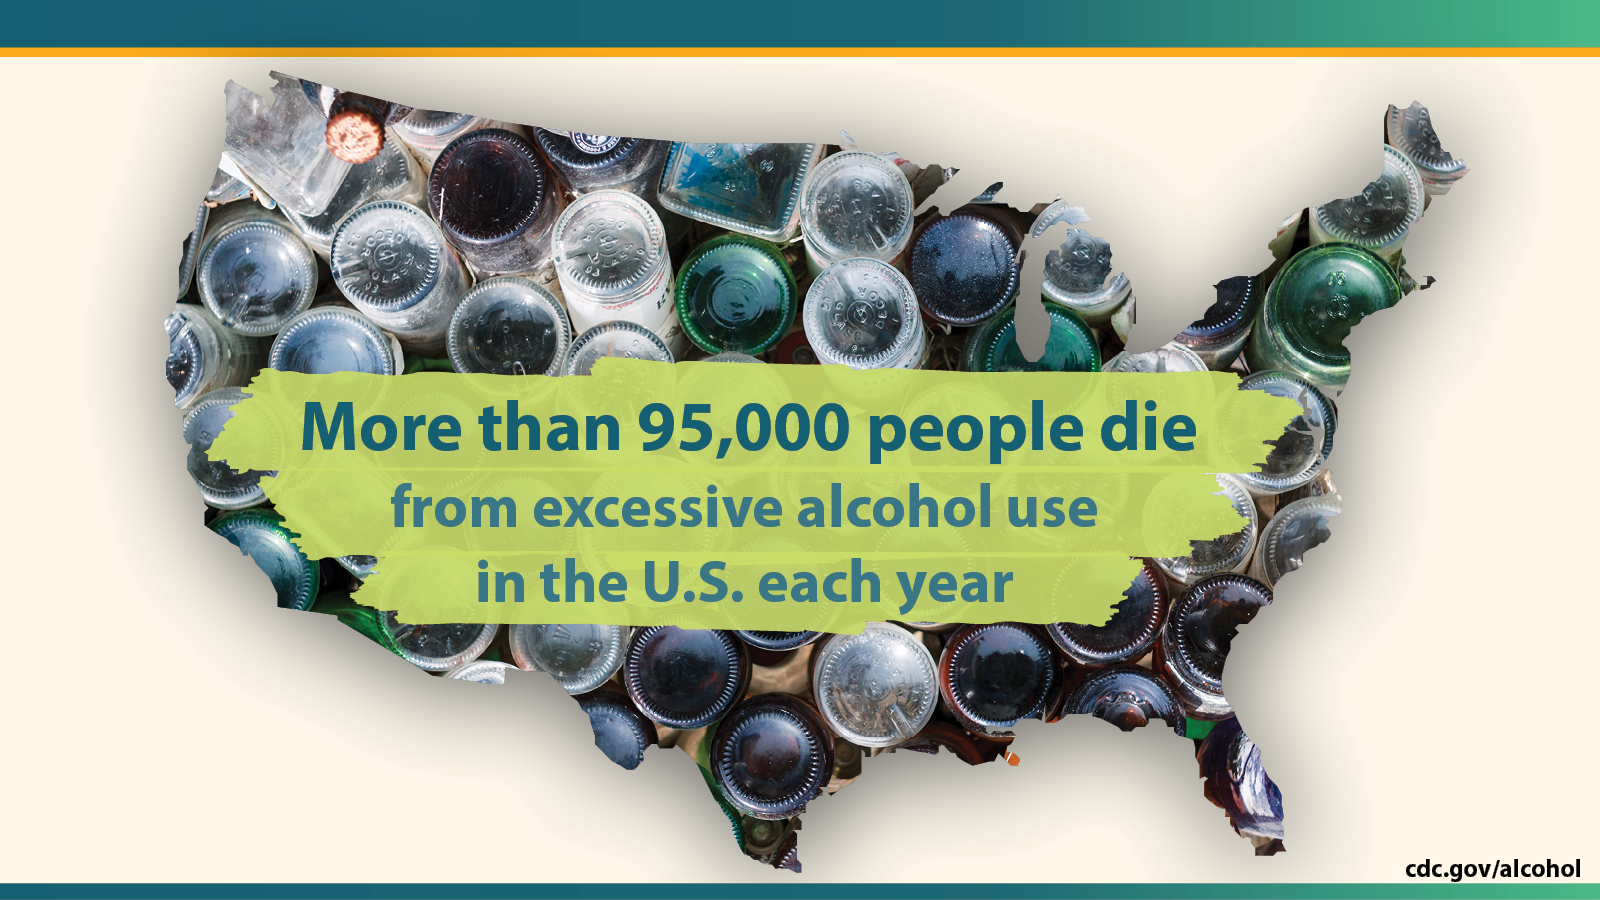 More than 95,000 people die
from excessive alcohol use
in the U.S. each year
cdc.gov/alcohol